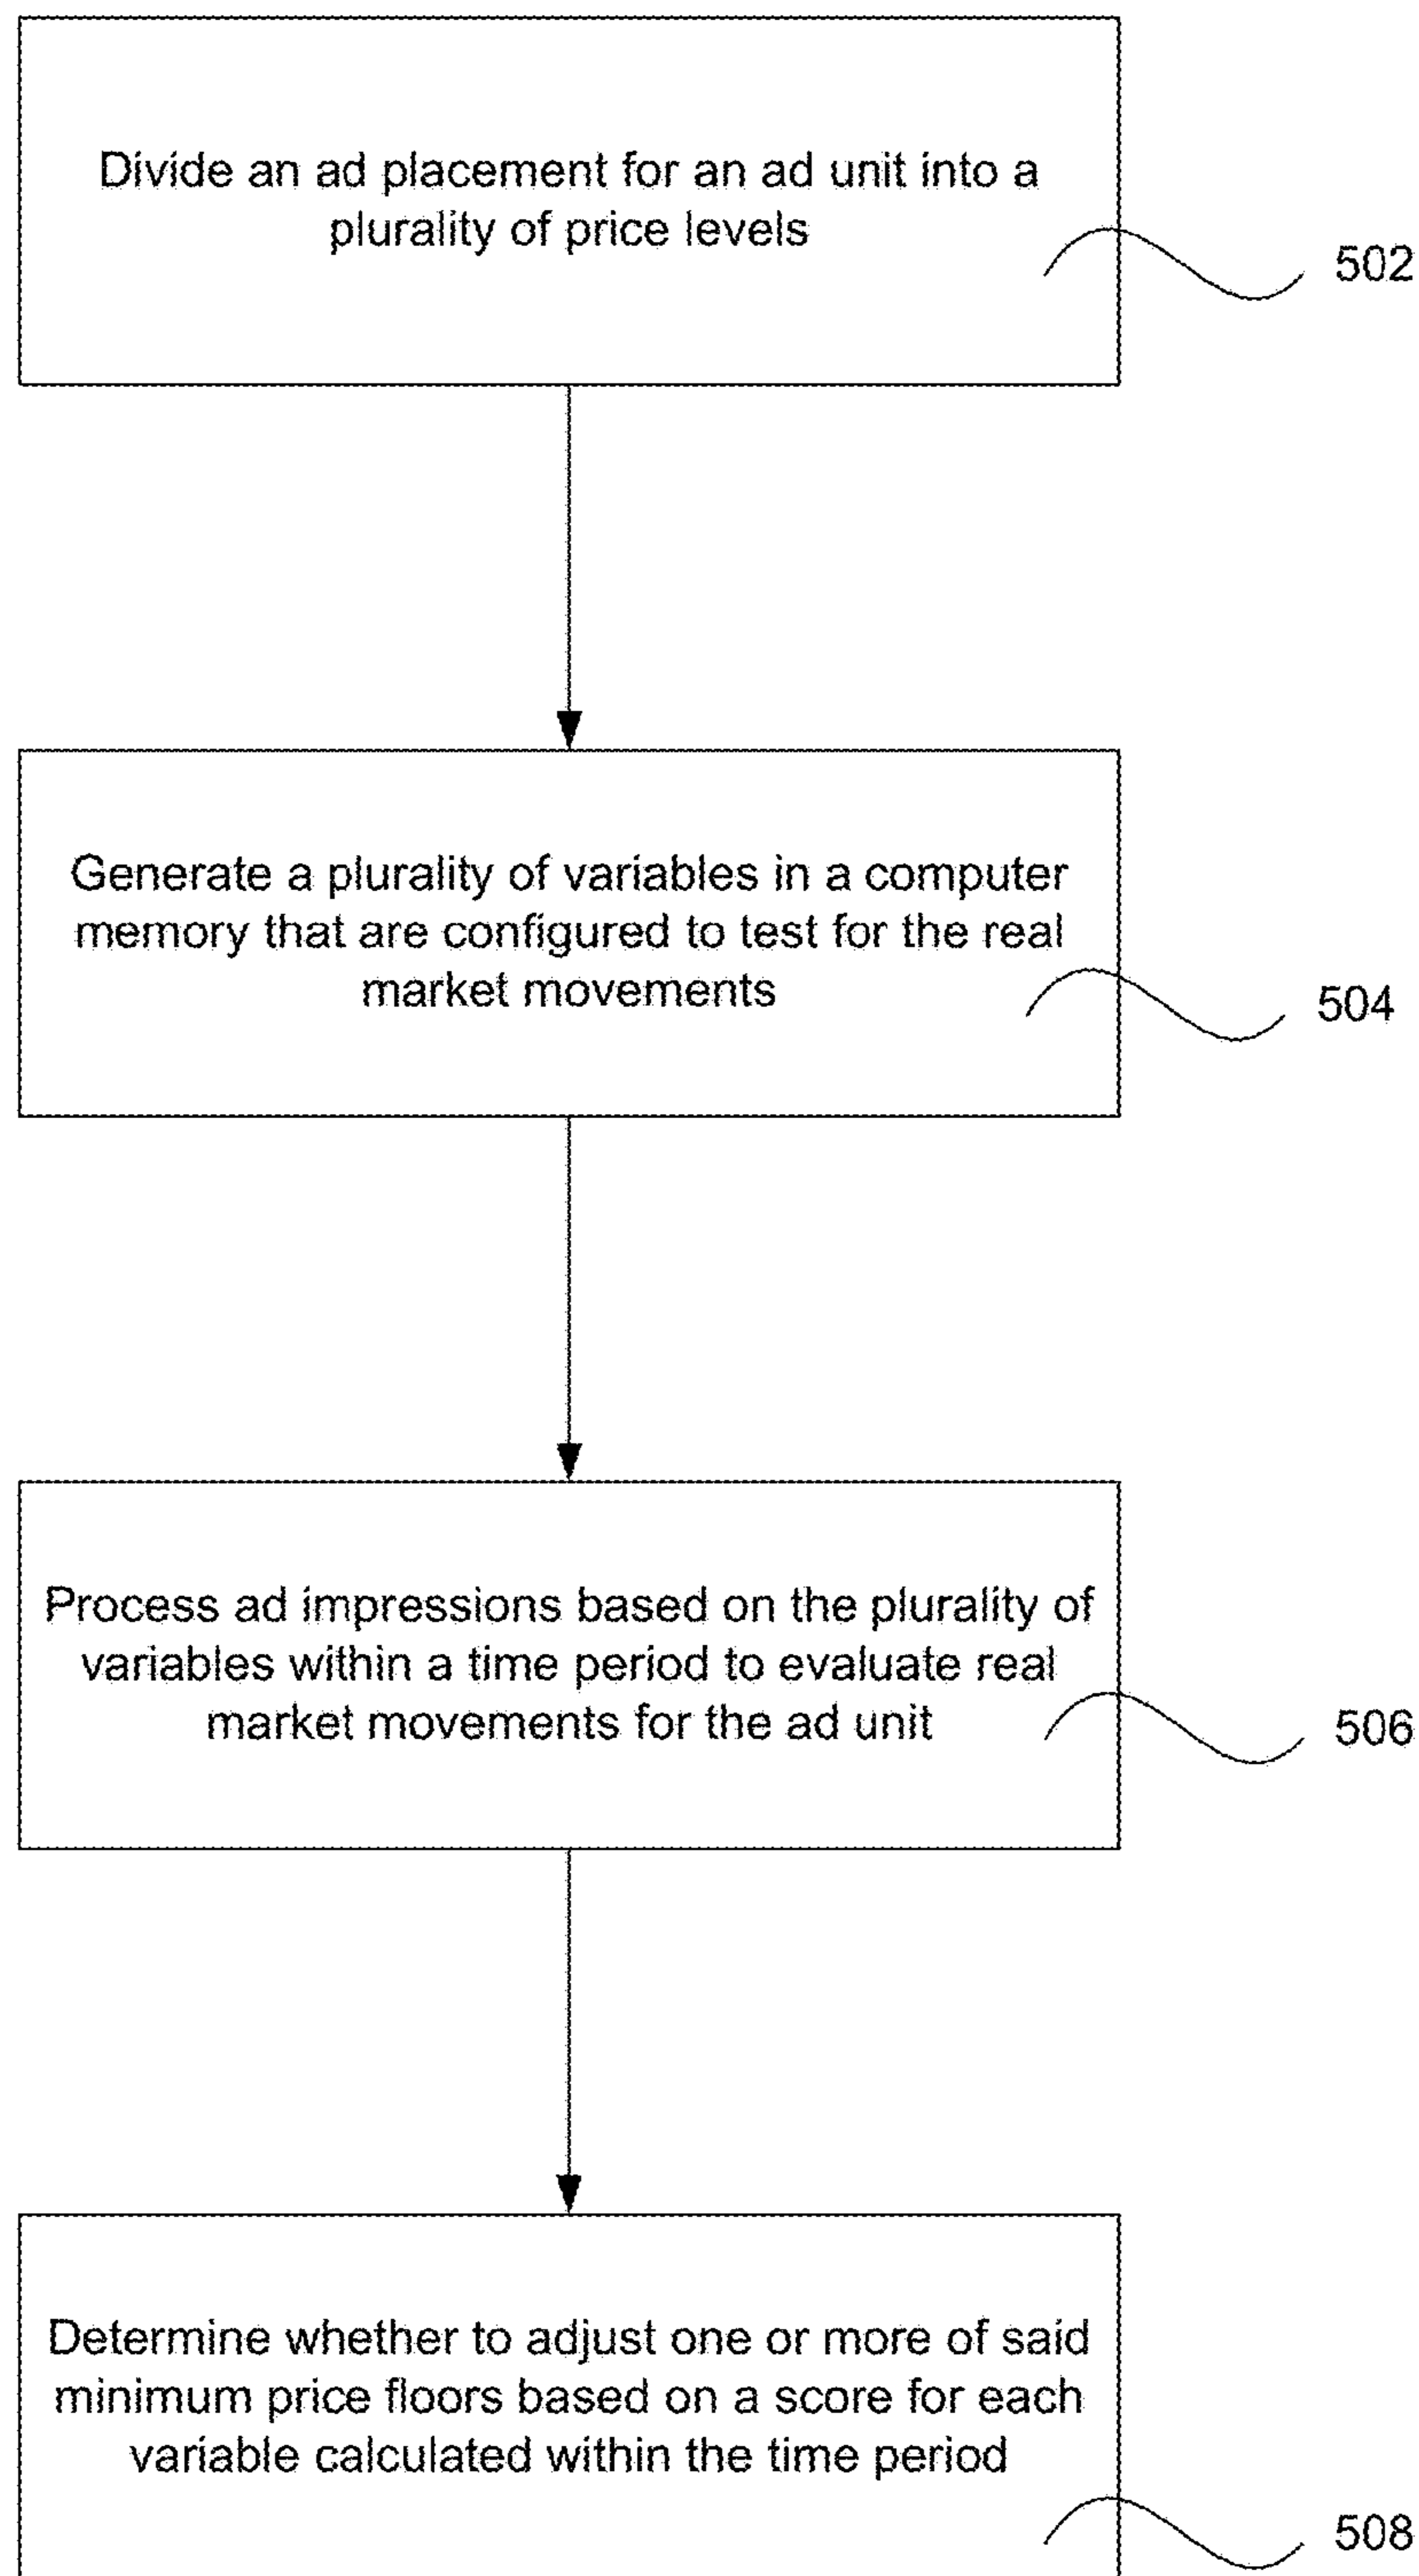 Divide an ad placement for an ad unit into a
plurality of price levels
502
Generate a plurality of variables in a computer
memory that are configured to test for the real
market movements
504
Process ad impressions based on the plurality of
variables within a time period to evaluate real
market movements for the ad unit
506
Determine whether to adjust one or more of said
minimum price floors based on a score for each
variable calculated within the time period
508